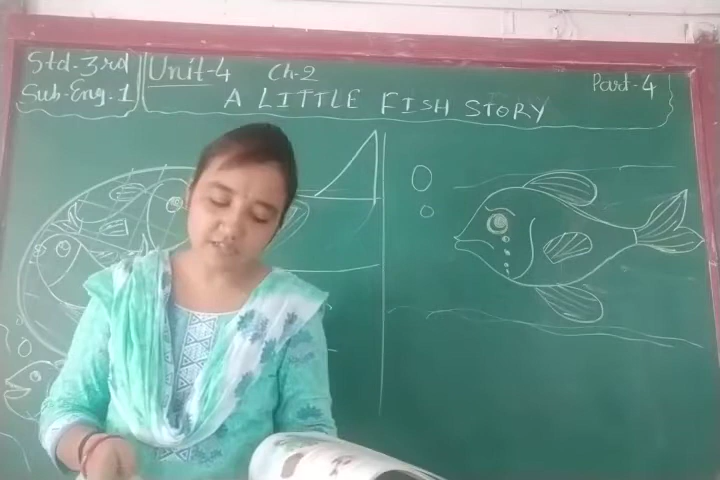 Std-3rd
Sub-Eng.1
Unit-4 Ch-2
Part-4
A LITTLE FISH STORY